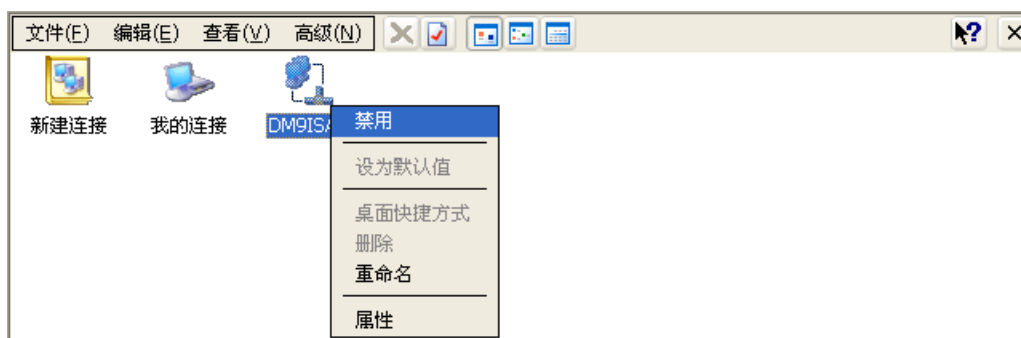 文件(F) 编辑(E) 查看(V) 高级(N)
新建连接 我的连接 DM9ISA
禁用
设为默认值
桌面快捷方式
删除
重命名
属性